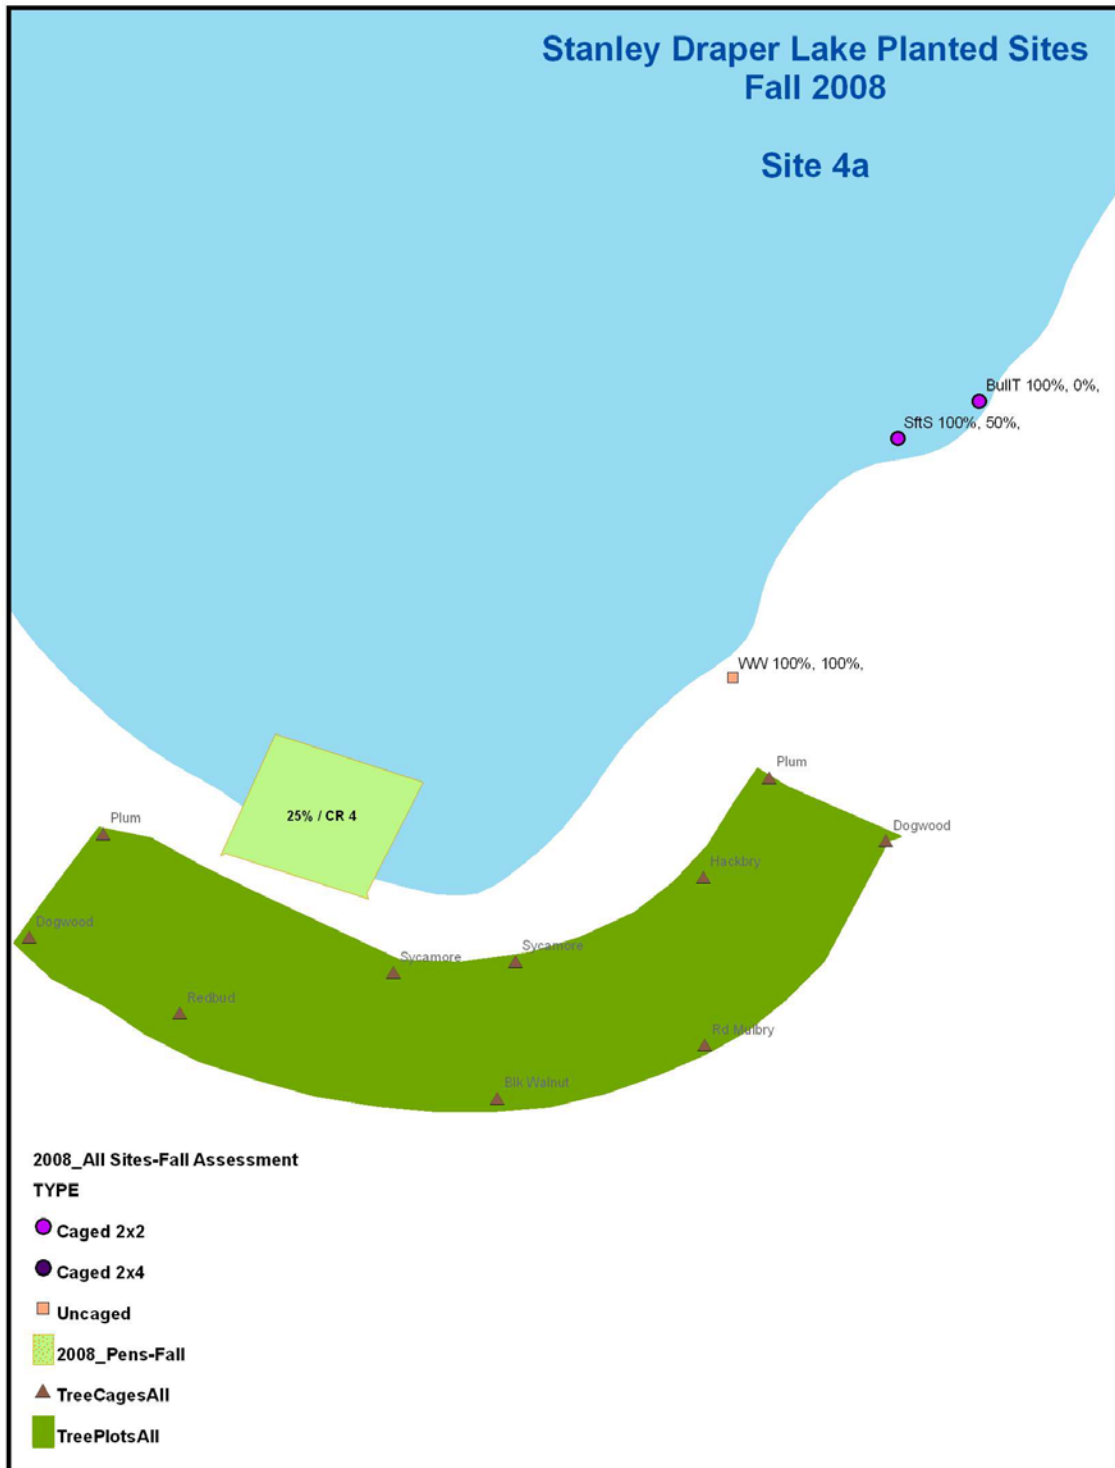 Stanley Draper Lake Planted Sites
Fall 2008
Site 4a
BullT 100%, 0%,
SftS 100%, 50%,
WW 100%, 100%,
Plum
25% / CR 4
Plum
Dogwood
Hackbry
Dogwood
Sycamore
Sycamore
Redbud
Rd Mulbry
Blk Walnut
2008_All Sites-Fall Assessment
TYPE
Caged 2x2
Caged 2x4
Uncaged
2008_Pens-Fall
TreeCagesAll
TreePlotsAll